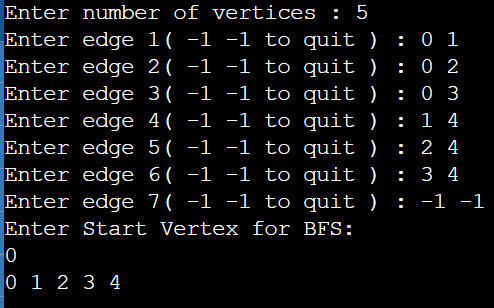 Enter number of vertices : 5
Enter edge 1( -1 -1 to quit ) : 0 1
Enter edge 2( -1 -1 to quit ) : 0 2
Enter edge 3( -1 -1 to quit ) : 0 3
Enter edge 4( -1 -1 to quit ) : 1 4
Enter edge 5( -1 -1 to quit ) : 2 4
Enter edge 6( -1 -1 to quit ) : 3 4
Enter edge 7( -1 -1 to quit ) : -1 -1
Enter Start Vertex for BFS:
0
0 1 2 3 4